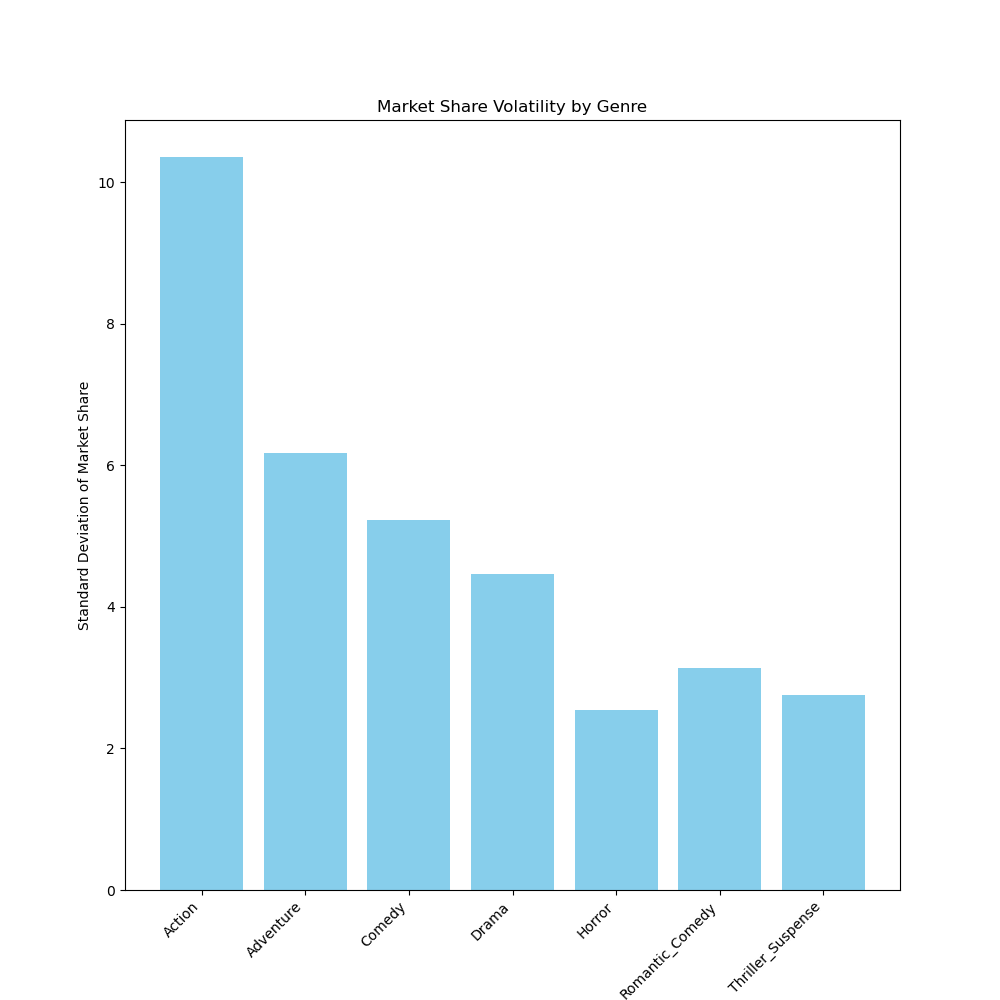 Market Share Volatility by Genre
Standard Deviation of Market Share
10
8
6
4
2
0
Action
Adventure
Comedy
Drama
Horror
Romantic_Comedy
Thriller_Suspense